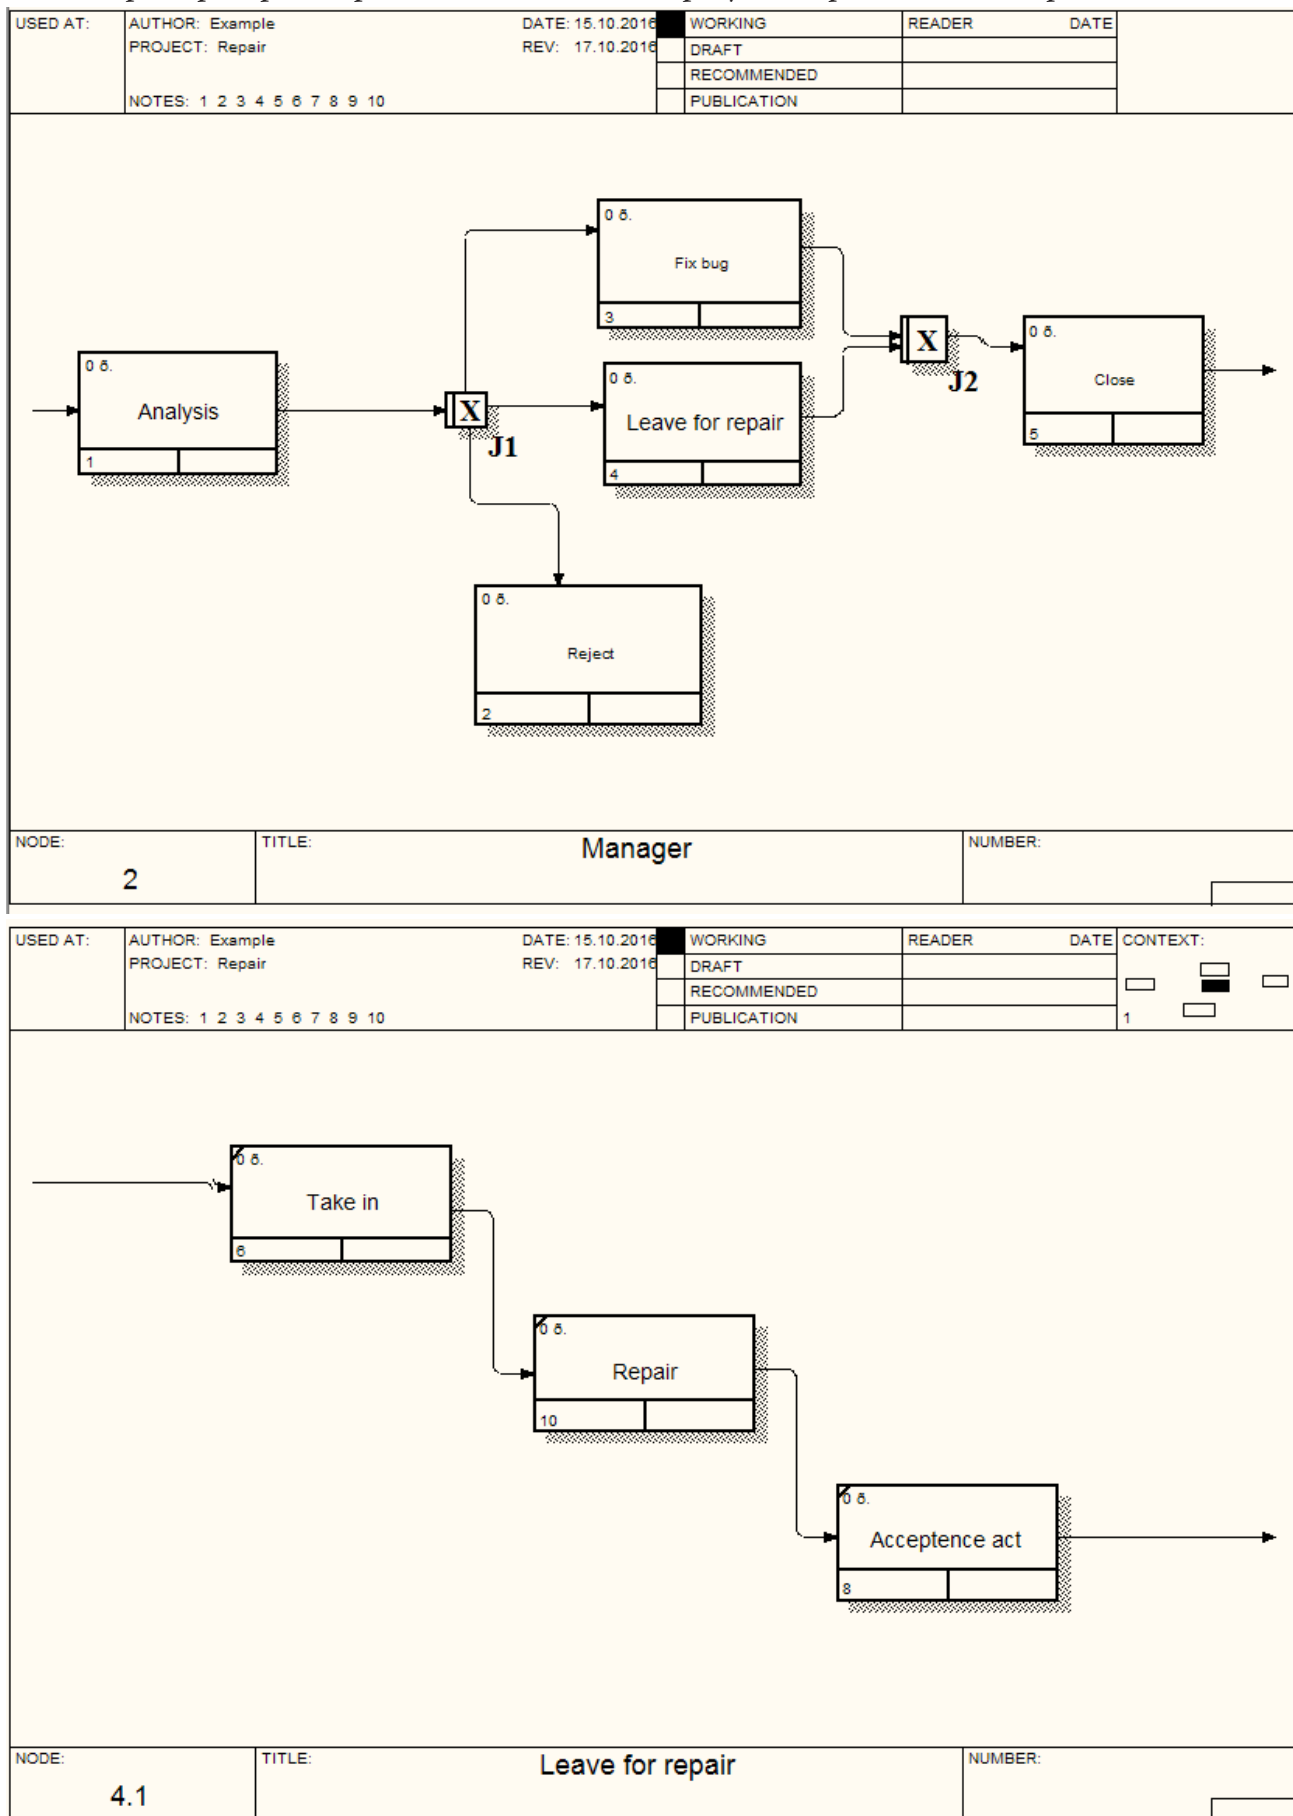 USED AT:
AUTHOR: Example
DATE: 15.10.2016
WORKING
READER
DATE
PROJECT: Repair
REV: 17.10.2016
DRAFT
RECOMMENDED
NOTES: 1 2 3 4 5 6 7 8 9 10
PUBLICATION
0 ð.
Fix bug
3
0 ð.
Analysis
1
X
J1
0 ð.
Leave for repair
4
X
J2
0 ð.
Close
5
0 ð.
Reject
2
NODE:
2
TITLE:
Manager
NUMBER:
USED AT:
AUTHOR: Example
DATE: 15.10.2016
WORKING
READER
DATE
CONTEXT:
PROJECT: Repair
REV: 17.10.2016
DRAFT
RECOMMENDED
NOTES: 1 2 3 4 5 6 7 8 9 10
PUBLICATION
1
0 ð.
Take in
6
0 ð.
Repair
10
0 ð.
Acceptence act
8
NODE:
4.1
TITLE:
Leave for repair
NUMBER: